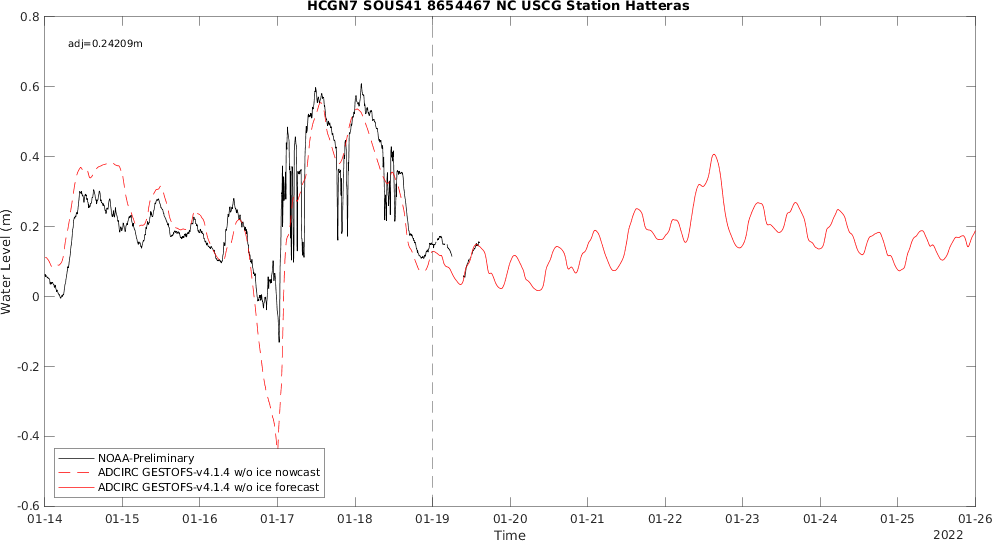 HCGN7 SOUS41 8654467 NC USCG Station Hatteras
adj=0.24209m
Water Level (m)
0.8
0.6
0.4
0.2
0
-0.2
-0.4
-0.6
NOAA-Preliminary
ADCIRC GESTOFS-v4.1.4 w/o ice nowcast
ADCIRC GESTOFS-v4.1.4 w/o ice forecast
01-14 01-15 01-16 01-17 01-18 01-19 01-20 01-21 01-22 01-23 01-24 01-25 01-26
Time
2022